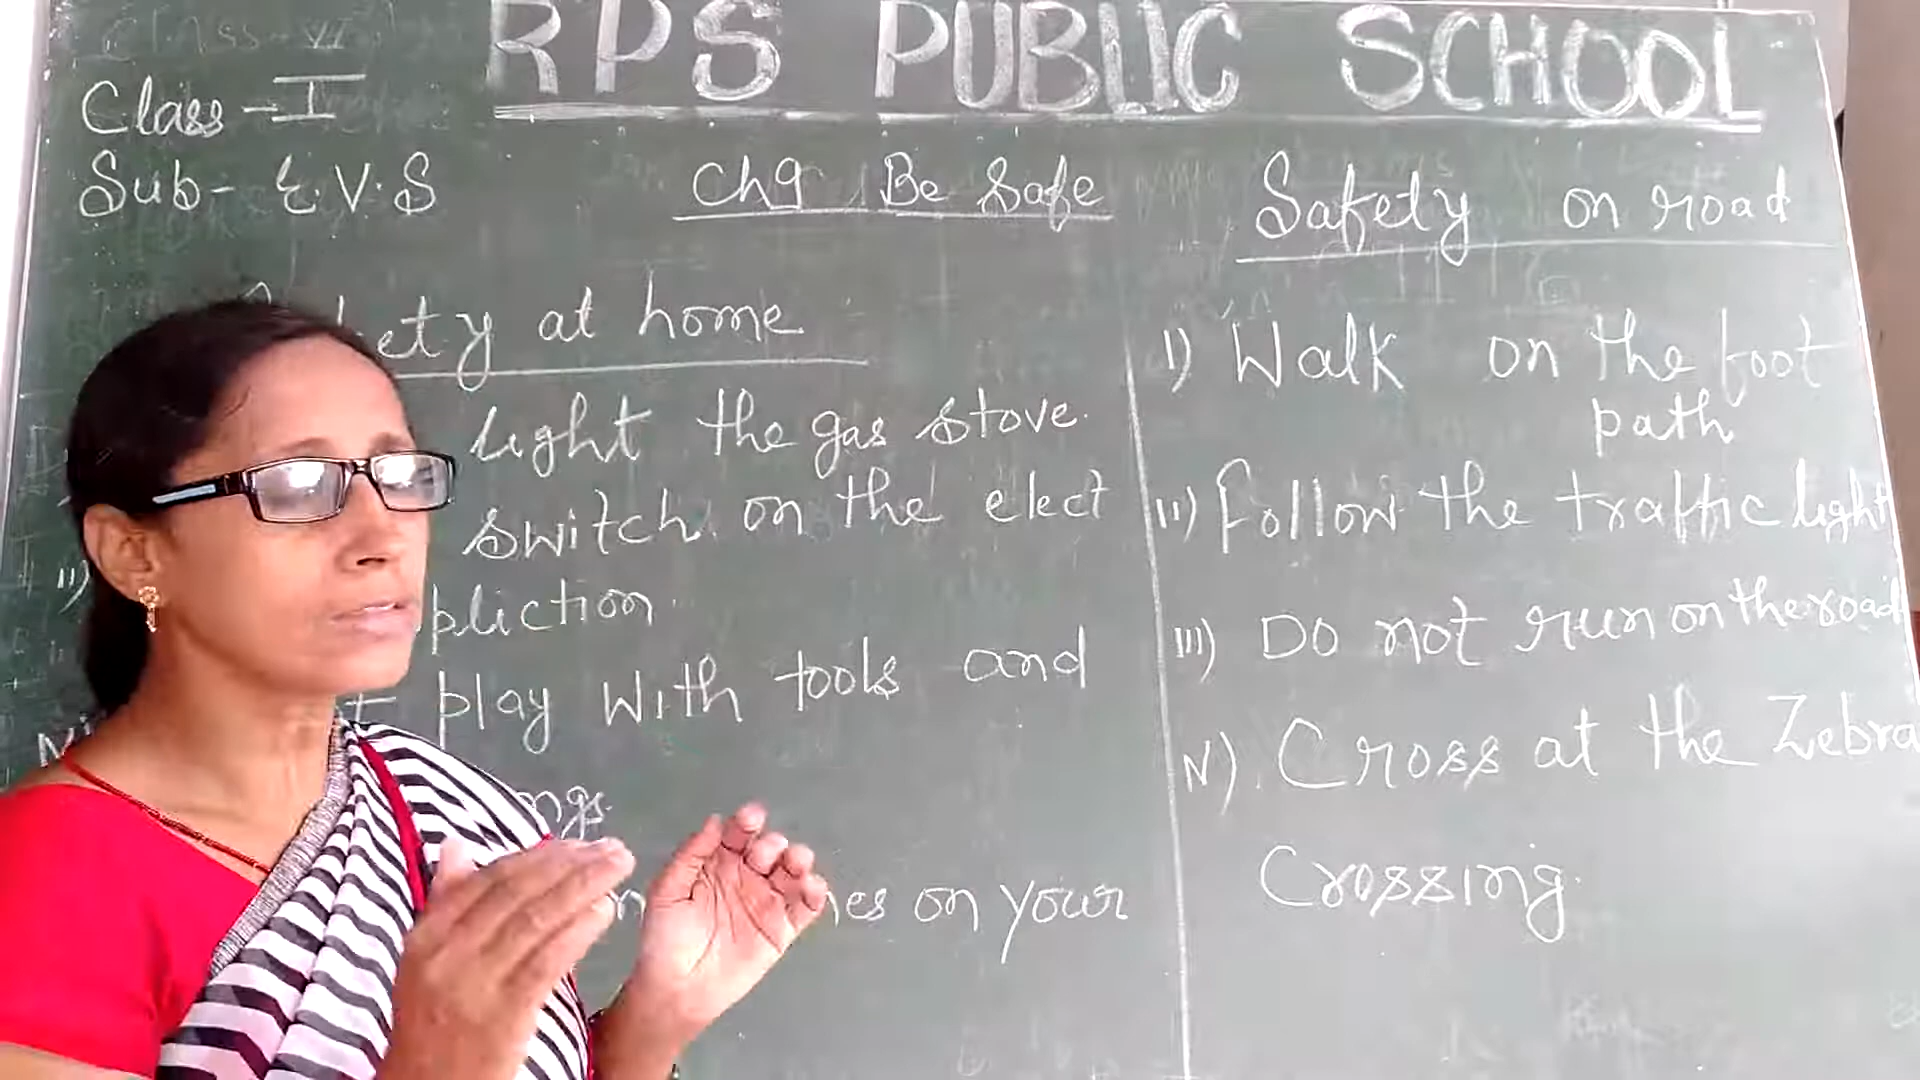 RPS PUBLIC SCHOOL
Class - I
Sub- E.V.S
Ch 9 Be Safe
ety at home
light the gas stove.
switch on the elect
II)
pliction.
play with tools and
ngs.
nes on your
Safety on road
I) Walk on the foot
path
II) Follow the traffic light
III) Do not run on the road
IV). Cross at the Zebra
Crossing.